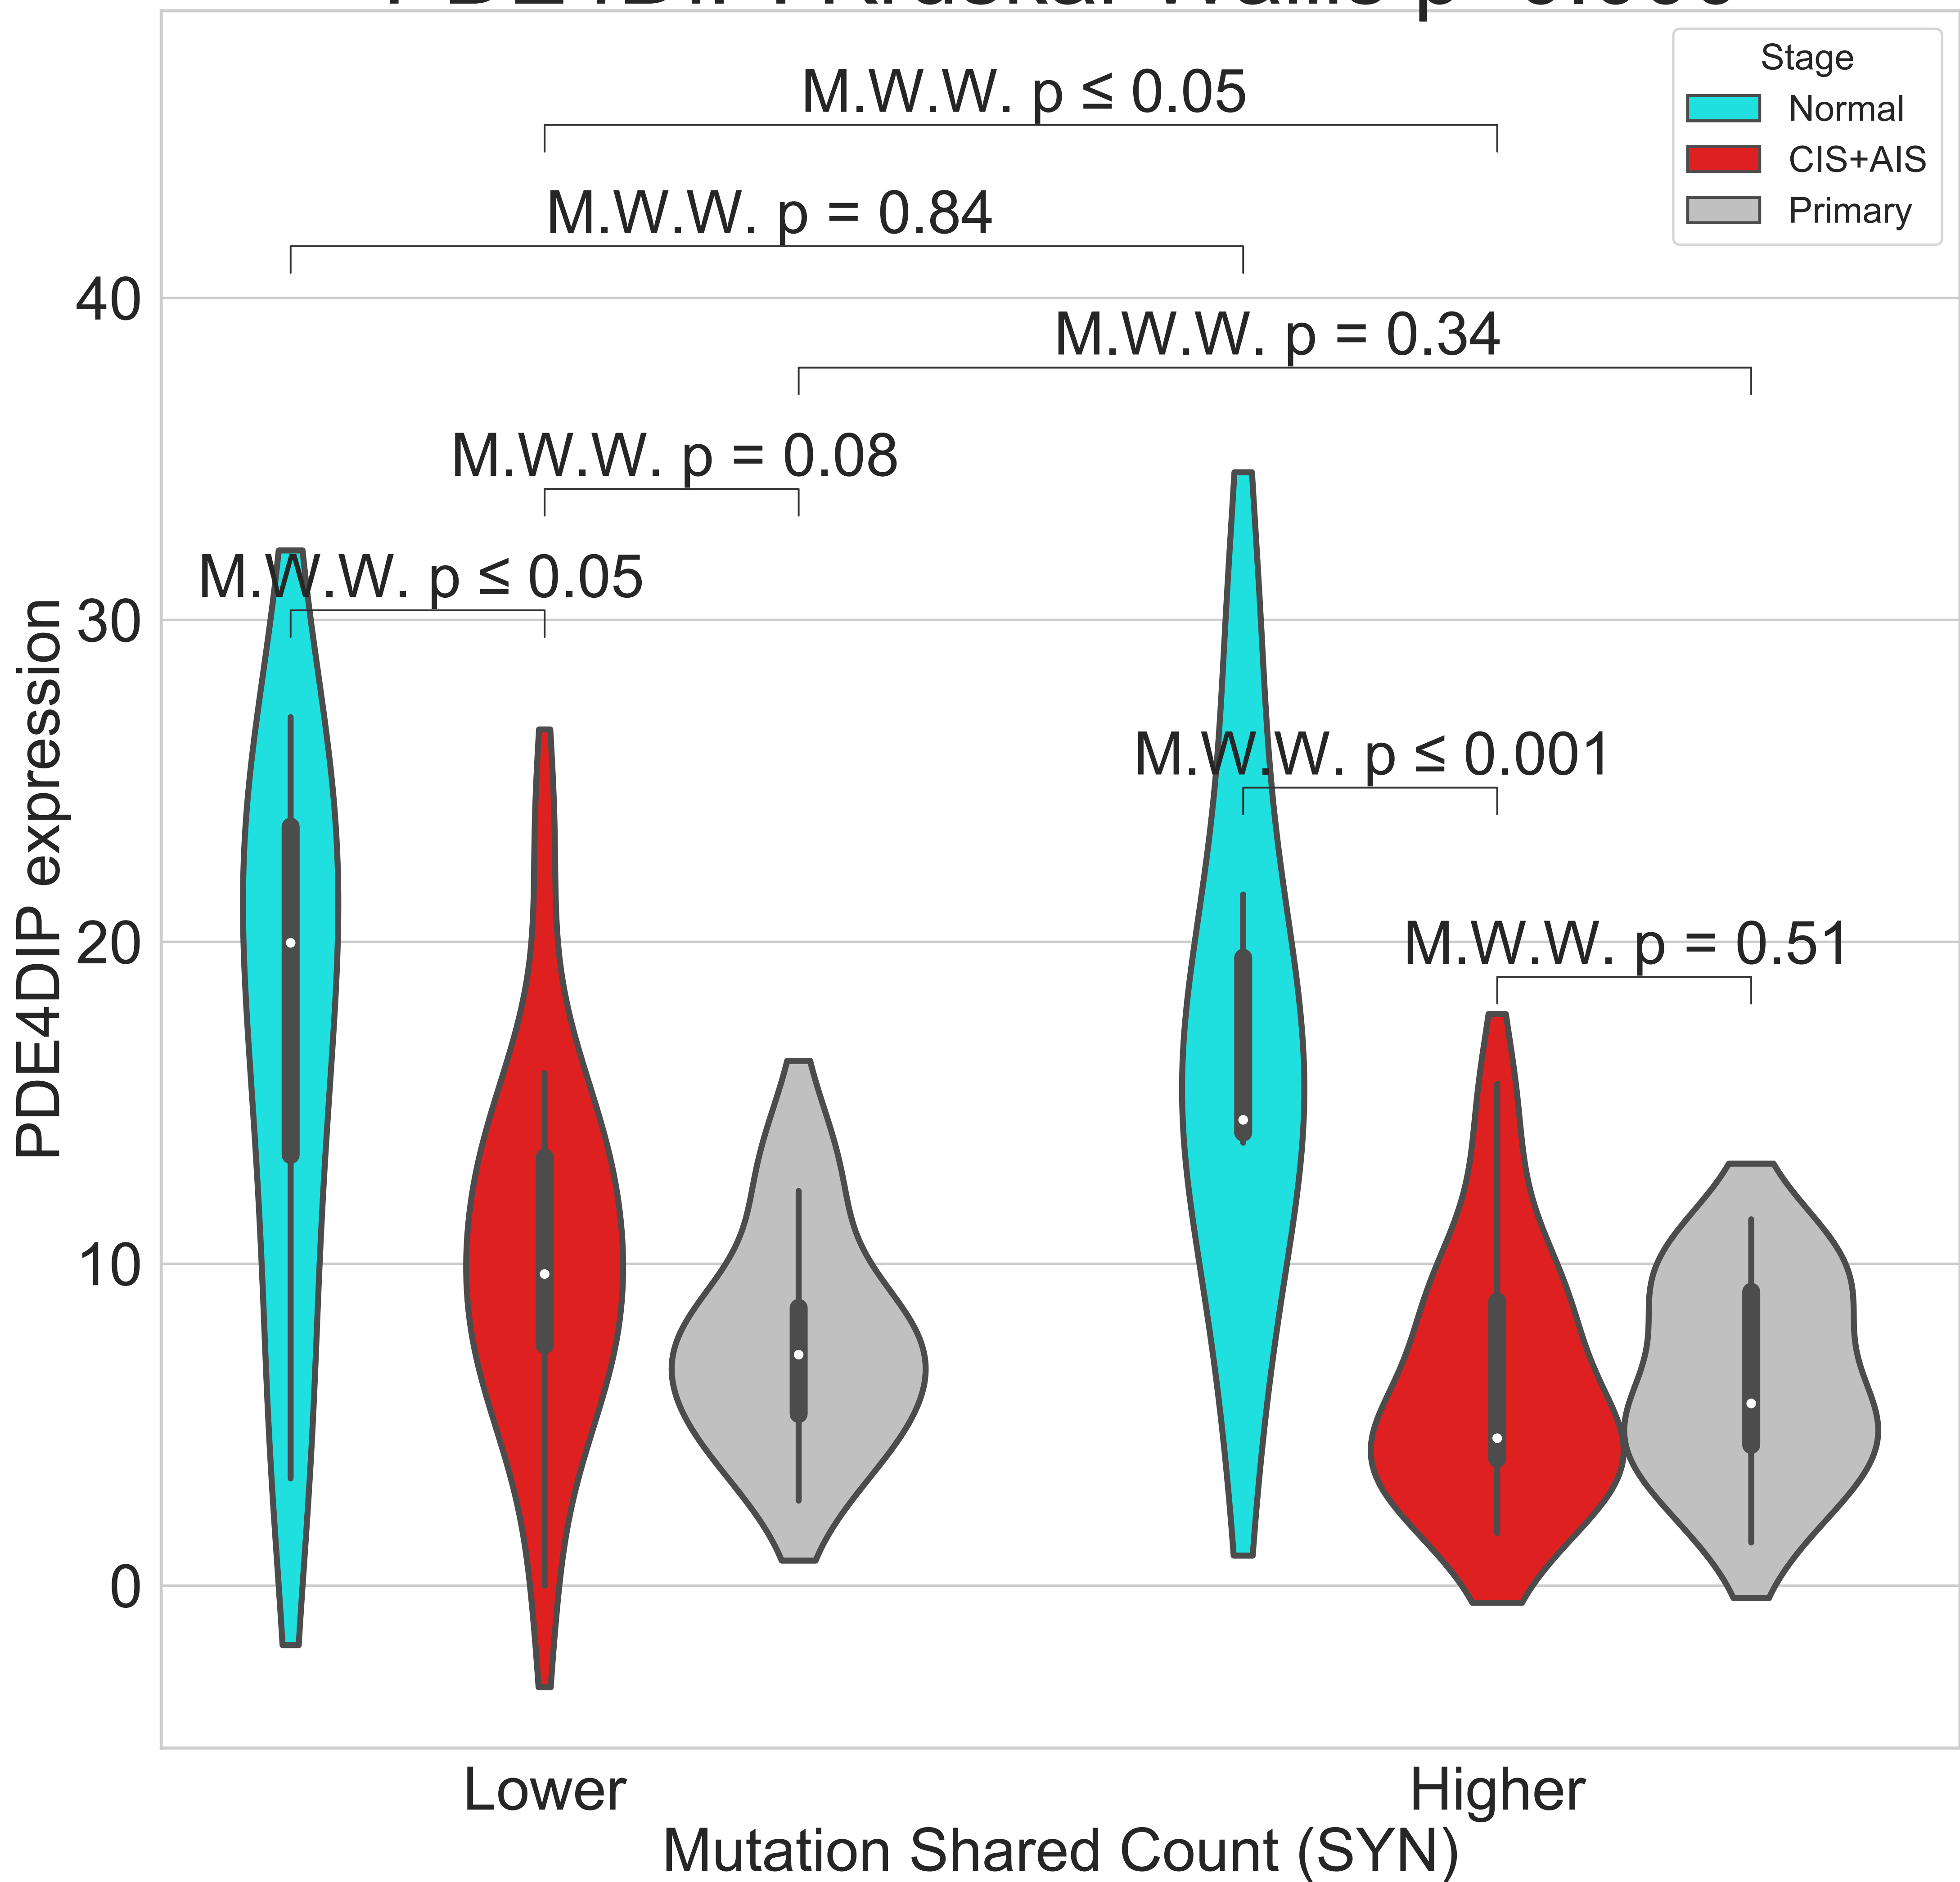 M.W.W. p ≤ 0.05
M.W.W. p = 0.84
M.W.W. p = 0.34
M.W.W. p = 0.08
M.W.W. p ≤ 0.05
M.W.W. p ≤ 0.001
M.W.W. p = 0.51
Stage
Normal
CIS+AIS
Primary
40
30
20
10
0
PDE4DIP expression
Lower
Higher
Mutation Shared Count (SYN)